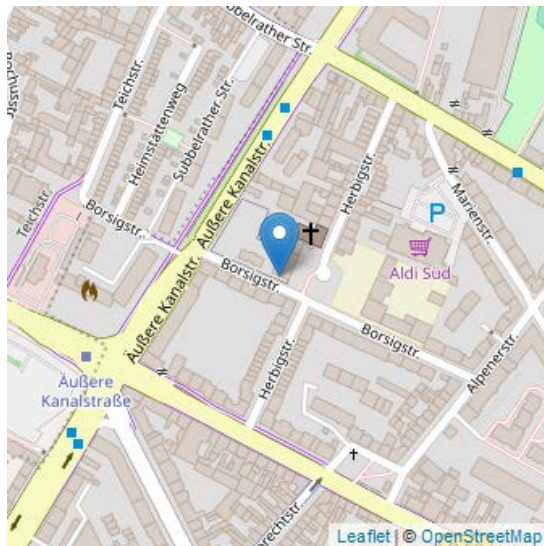 Subbelrather Str.
Teichstr.
Heimstättenweg
Subbelrather Str.
Äußere Kanalstr.
Herbigstr.
Marienstr.
P
Aldi Süd
Teichstr.
Borsigstr.
Borsigstr.
Borsigstr.
Äußere Kanalstr.
Äußere
Kanalstraße
Herbigstr.
Alpenerstr.
Leaflet | © OpenStreetMap